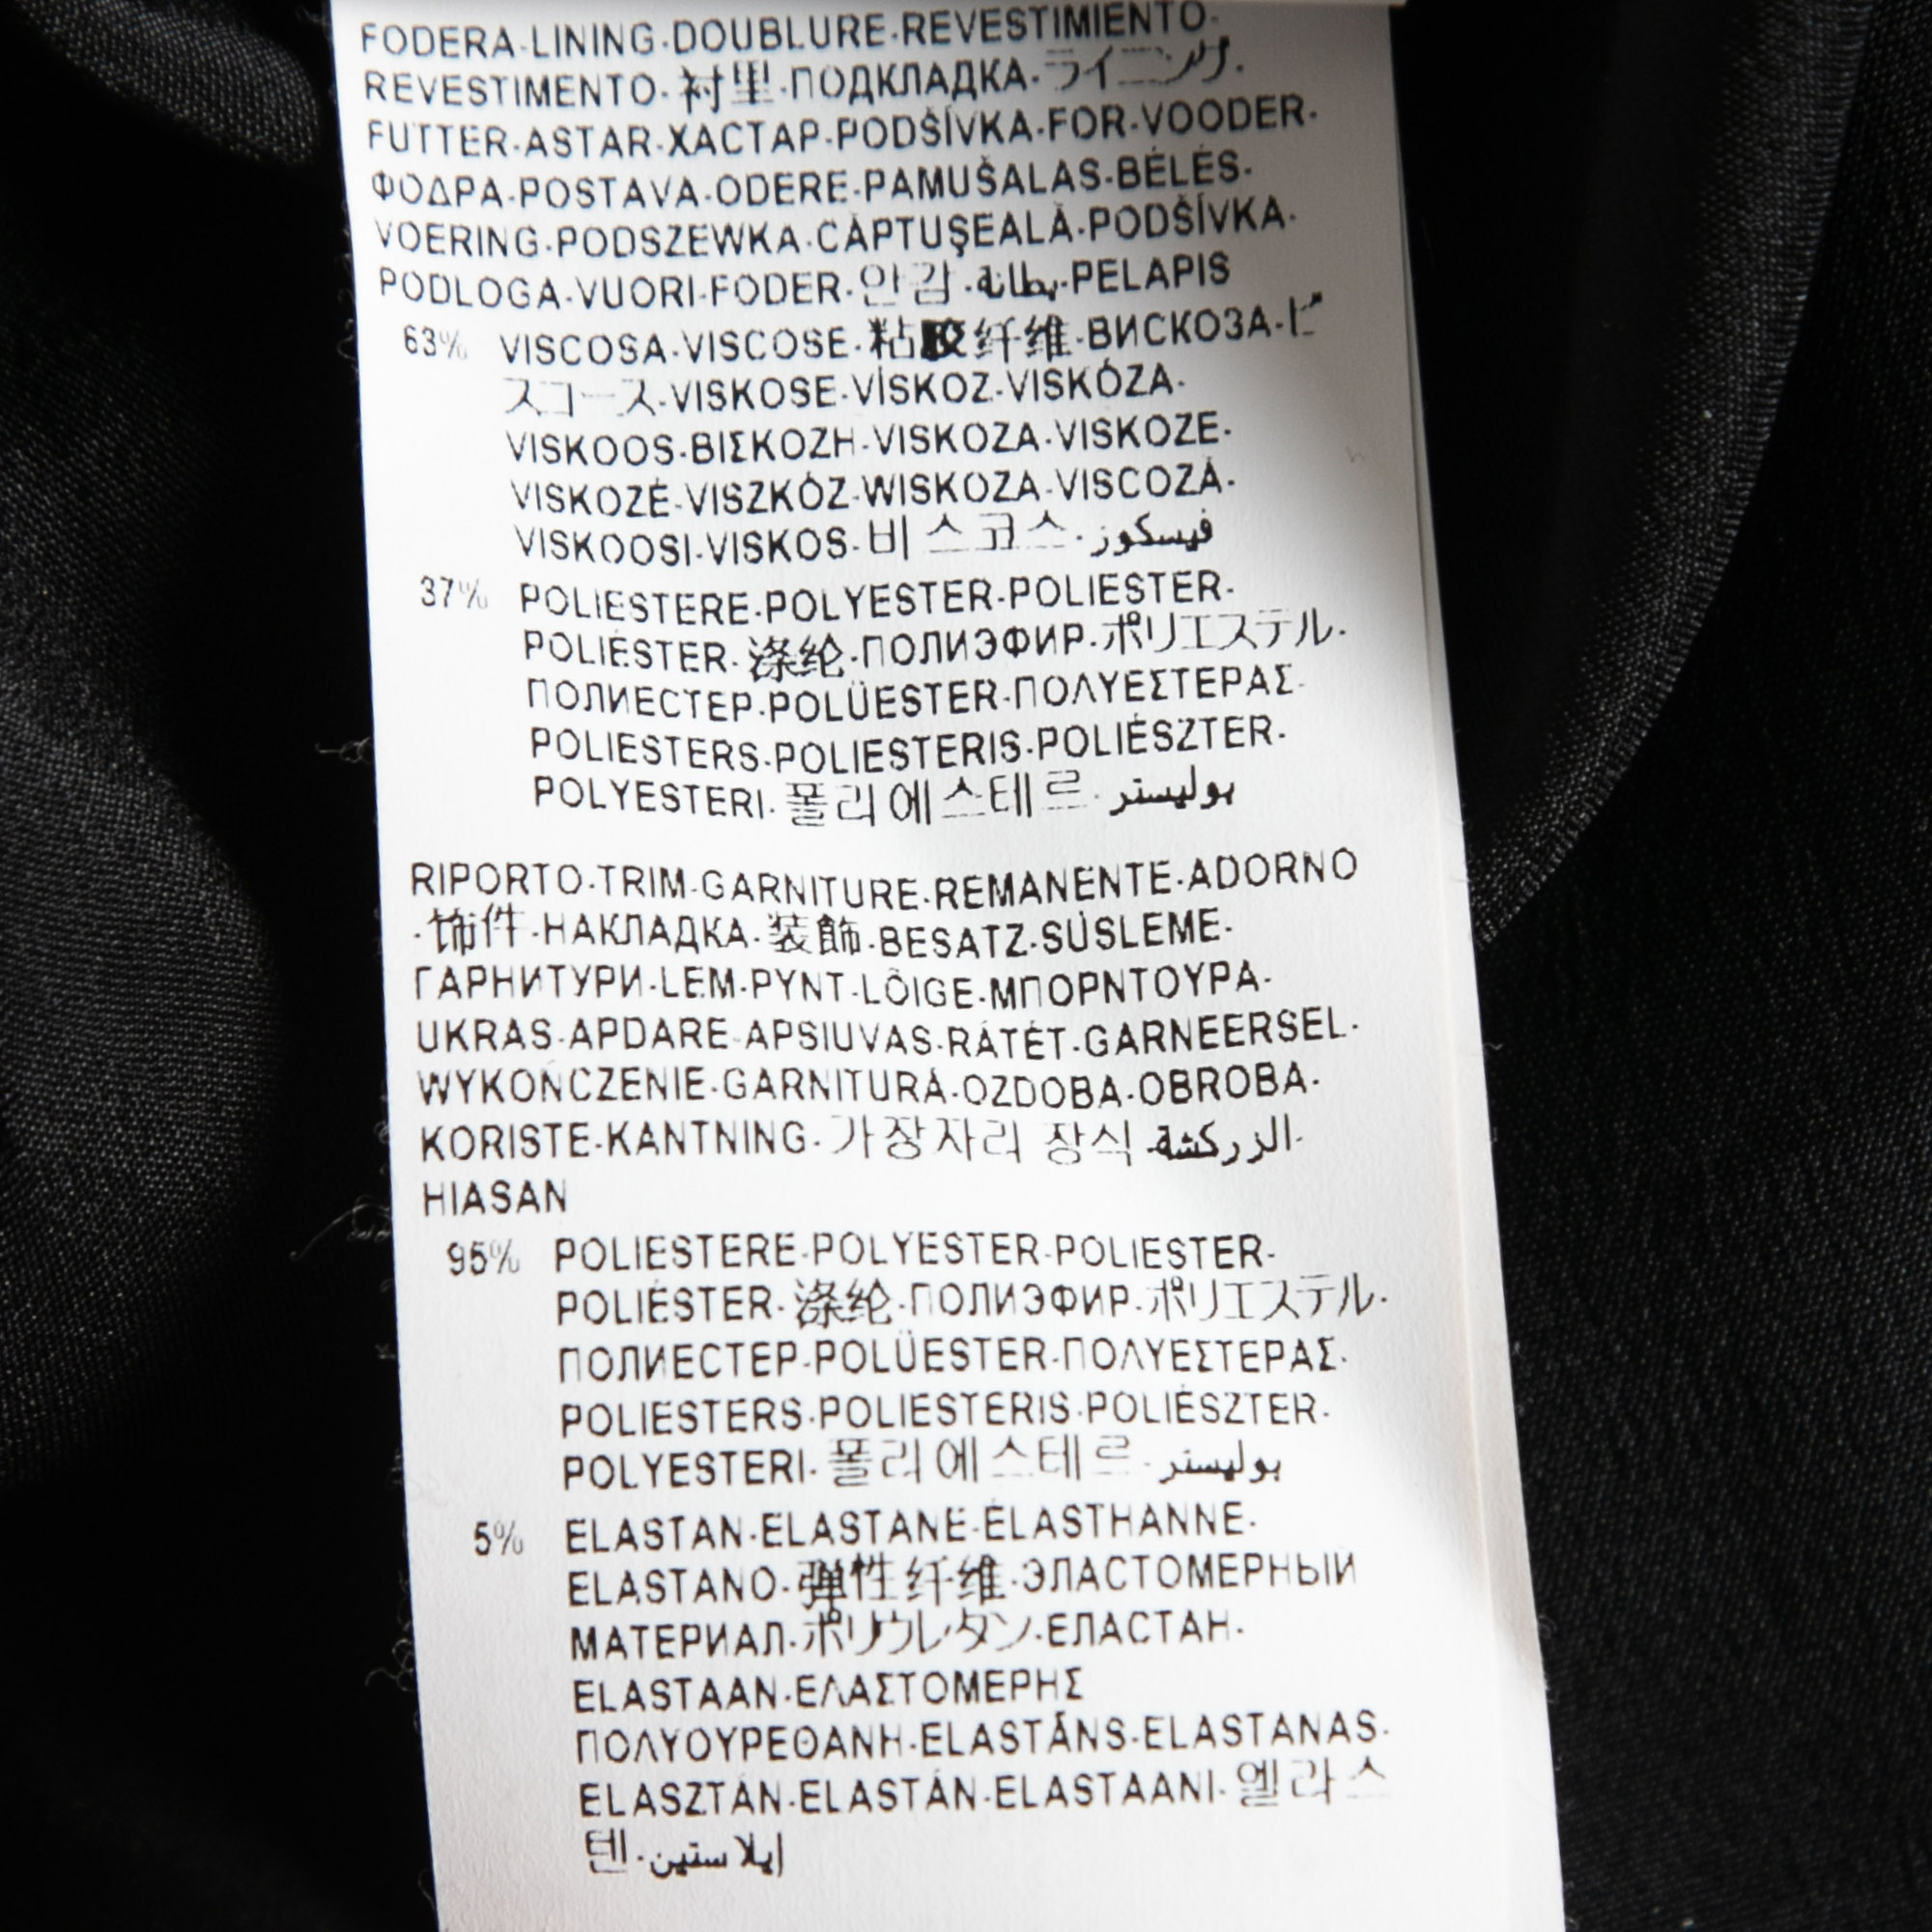 FODERA-LINING-DOUBLURE-REVESTIMIENTO-
REVESTIMENTO-衬里-ПОДКЛАДКА-ライニング-
FUTTER-ASTAR-ХАСТАР-PODŠÍVKA-FOR-VOODER-
ΦΟΔΡΑ-POSTAVA-ODERE-PAMUŠALAS-BÉLÉS-
VOERING-PODSZEWKA-CĂPTUŞEALĂ-PODŠÍVKA-
PODLOGA-VUORI-FODER-안감-بطانة-PELAPIS
63% VISCOSA-VISCOSE-粘胶纤维-ВИСКОЗА-ビ
スコース-VISKOSE-VİSKOZ-VISKÓZA-
VISKOOS-ΒΙΣΚΟΖΗ-VISKOZA-VISKOZE-
VISKOZĖ-VISZKÓZ-WISKOZA-VISCOZĂ-
VISKOOSI-VISKOS-비스코스-فيسكوز
37% POLIESTERE-POLYESTER-POLIESTER-
POLIÉSTER-涤纶-ПОЛИЭФИР-ポリエステル-
ПОЛИЕСТЕР-POLÜESTER-ΠΟΛΥΕΣΤΕΡΑΣ-
POLIESTERS-POLIESTERIS-POLIÉSZTER-
POLYESTERI-폴리에스테르-بوليستر
RIPORTO-TRIM-GARNITURE-REMANENTE-ADORNO
-饰件-НАКЛАДКА-装飾-BESATZ-SÜSLEME-
ГАРНИТУРИ-LEM-PYNT-LÕIGE-ΜΠΟΡΝΤΟΥΡΑ-
UKRAS-APDARE-APSIUVAS-RÁTÉT-GARNEERSEL-
WYKOŃCZENIE-GARNITURĂ-OZDOBA-OBROBA-
KORISTE-KANTNING-가장자리 장식-الزركشة-
HIASAN
95% POLIESTERE-POLYESTER-POLIESTER-
POLIÉSTER-涤纶-ПОЛИЭФИР-ポリエステル-
ПОЛИЕСТЕР-POLÜESTER-ΠΟΛΥΕΣΤΕΡΑΣ-
POLIESTERS-POLIESTERIS-POLIÉSZTER-
POLYESTERI-폴리에스테르-بوليستر
5% ELASTAN-ELASTANE-ÉLASTHANNE-
ELASTANO-弹性纤维-ЭЛАСТОМЕРНЫЙ
МАТЕРИАЛ-ポリウレタン-ЕЛАСТАН-
ELASTAAN-ΕΛΑΣΤΟΜΕΡΗΣ
ΠΟΛΥΟΥΡΕΘΑΝΗ-ELASTĀNS-ELASTANAS-
ELASZTÁN-ELASTÁN-ELASTAANI-엘라스
텐-إيلاستين